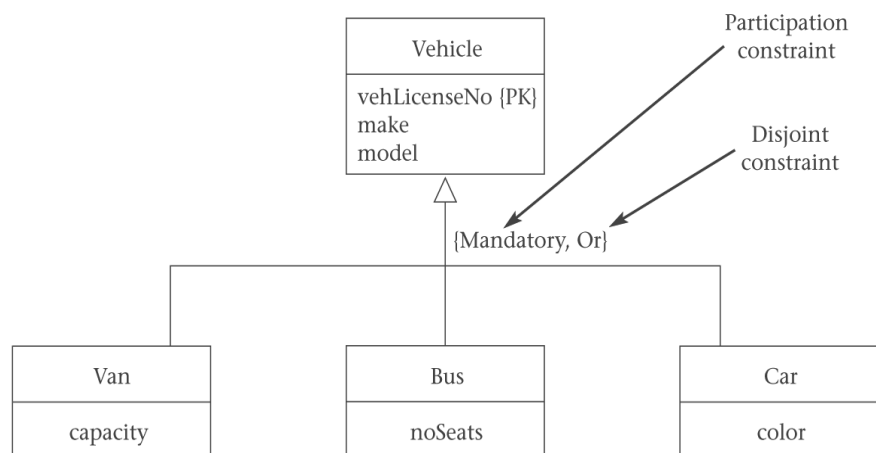 Vehicle
vehLicenseNo {PK}
make
model
Participation
constraint
Disjoint
constraint
{Mandatory, Or}
Van
capacity
Bus
noSeats
Car
color